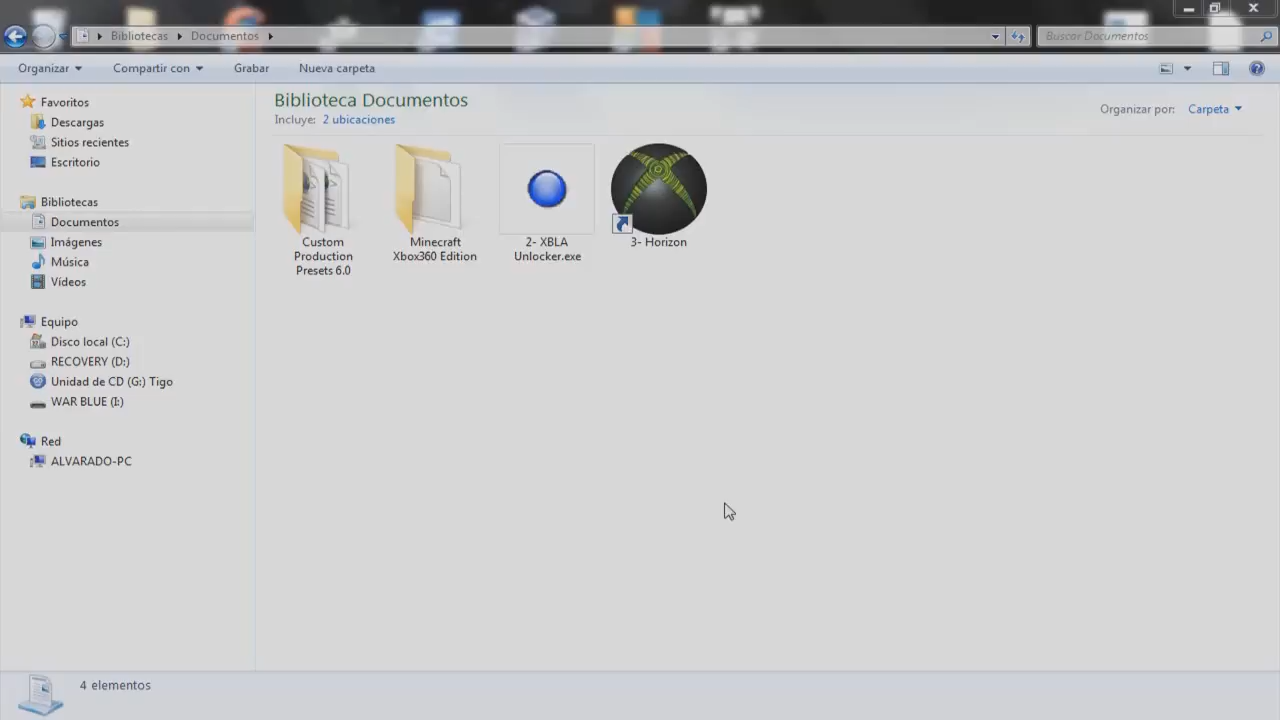 Bibliotecas Documentos
Buscar Documentos
Organizar Compartir con Grabar Nueva carpeta
Favoritos
Descargas
Sitios recientes
Escritorio
Bibliotecas
Documentos
Imágenes
Música
Vídeos
Equipo
Disco local (C:)
RECOVERY (D:)
Unidad de CD (G:) Tigo
WAR BLUE (I:)
Red
ALVARADO-PC
Biblioteca Documentos
Incluye: 2 ubicaciones
Organizar por: Carpeta
Custom
Production
Presets 6.0
Minecraft
Xbox360 Edition
2- XBLA
Unlocker.exe
3- Horizon
4 elementos